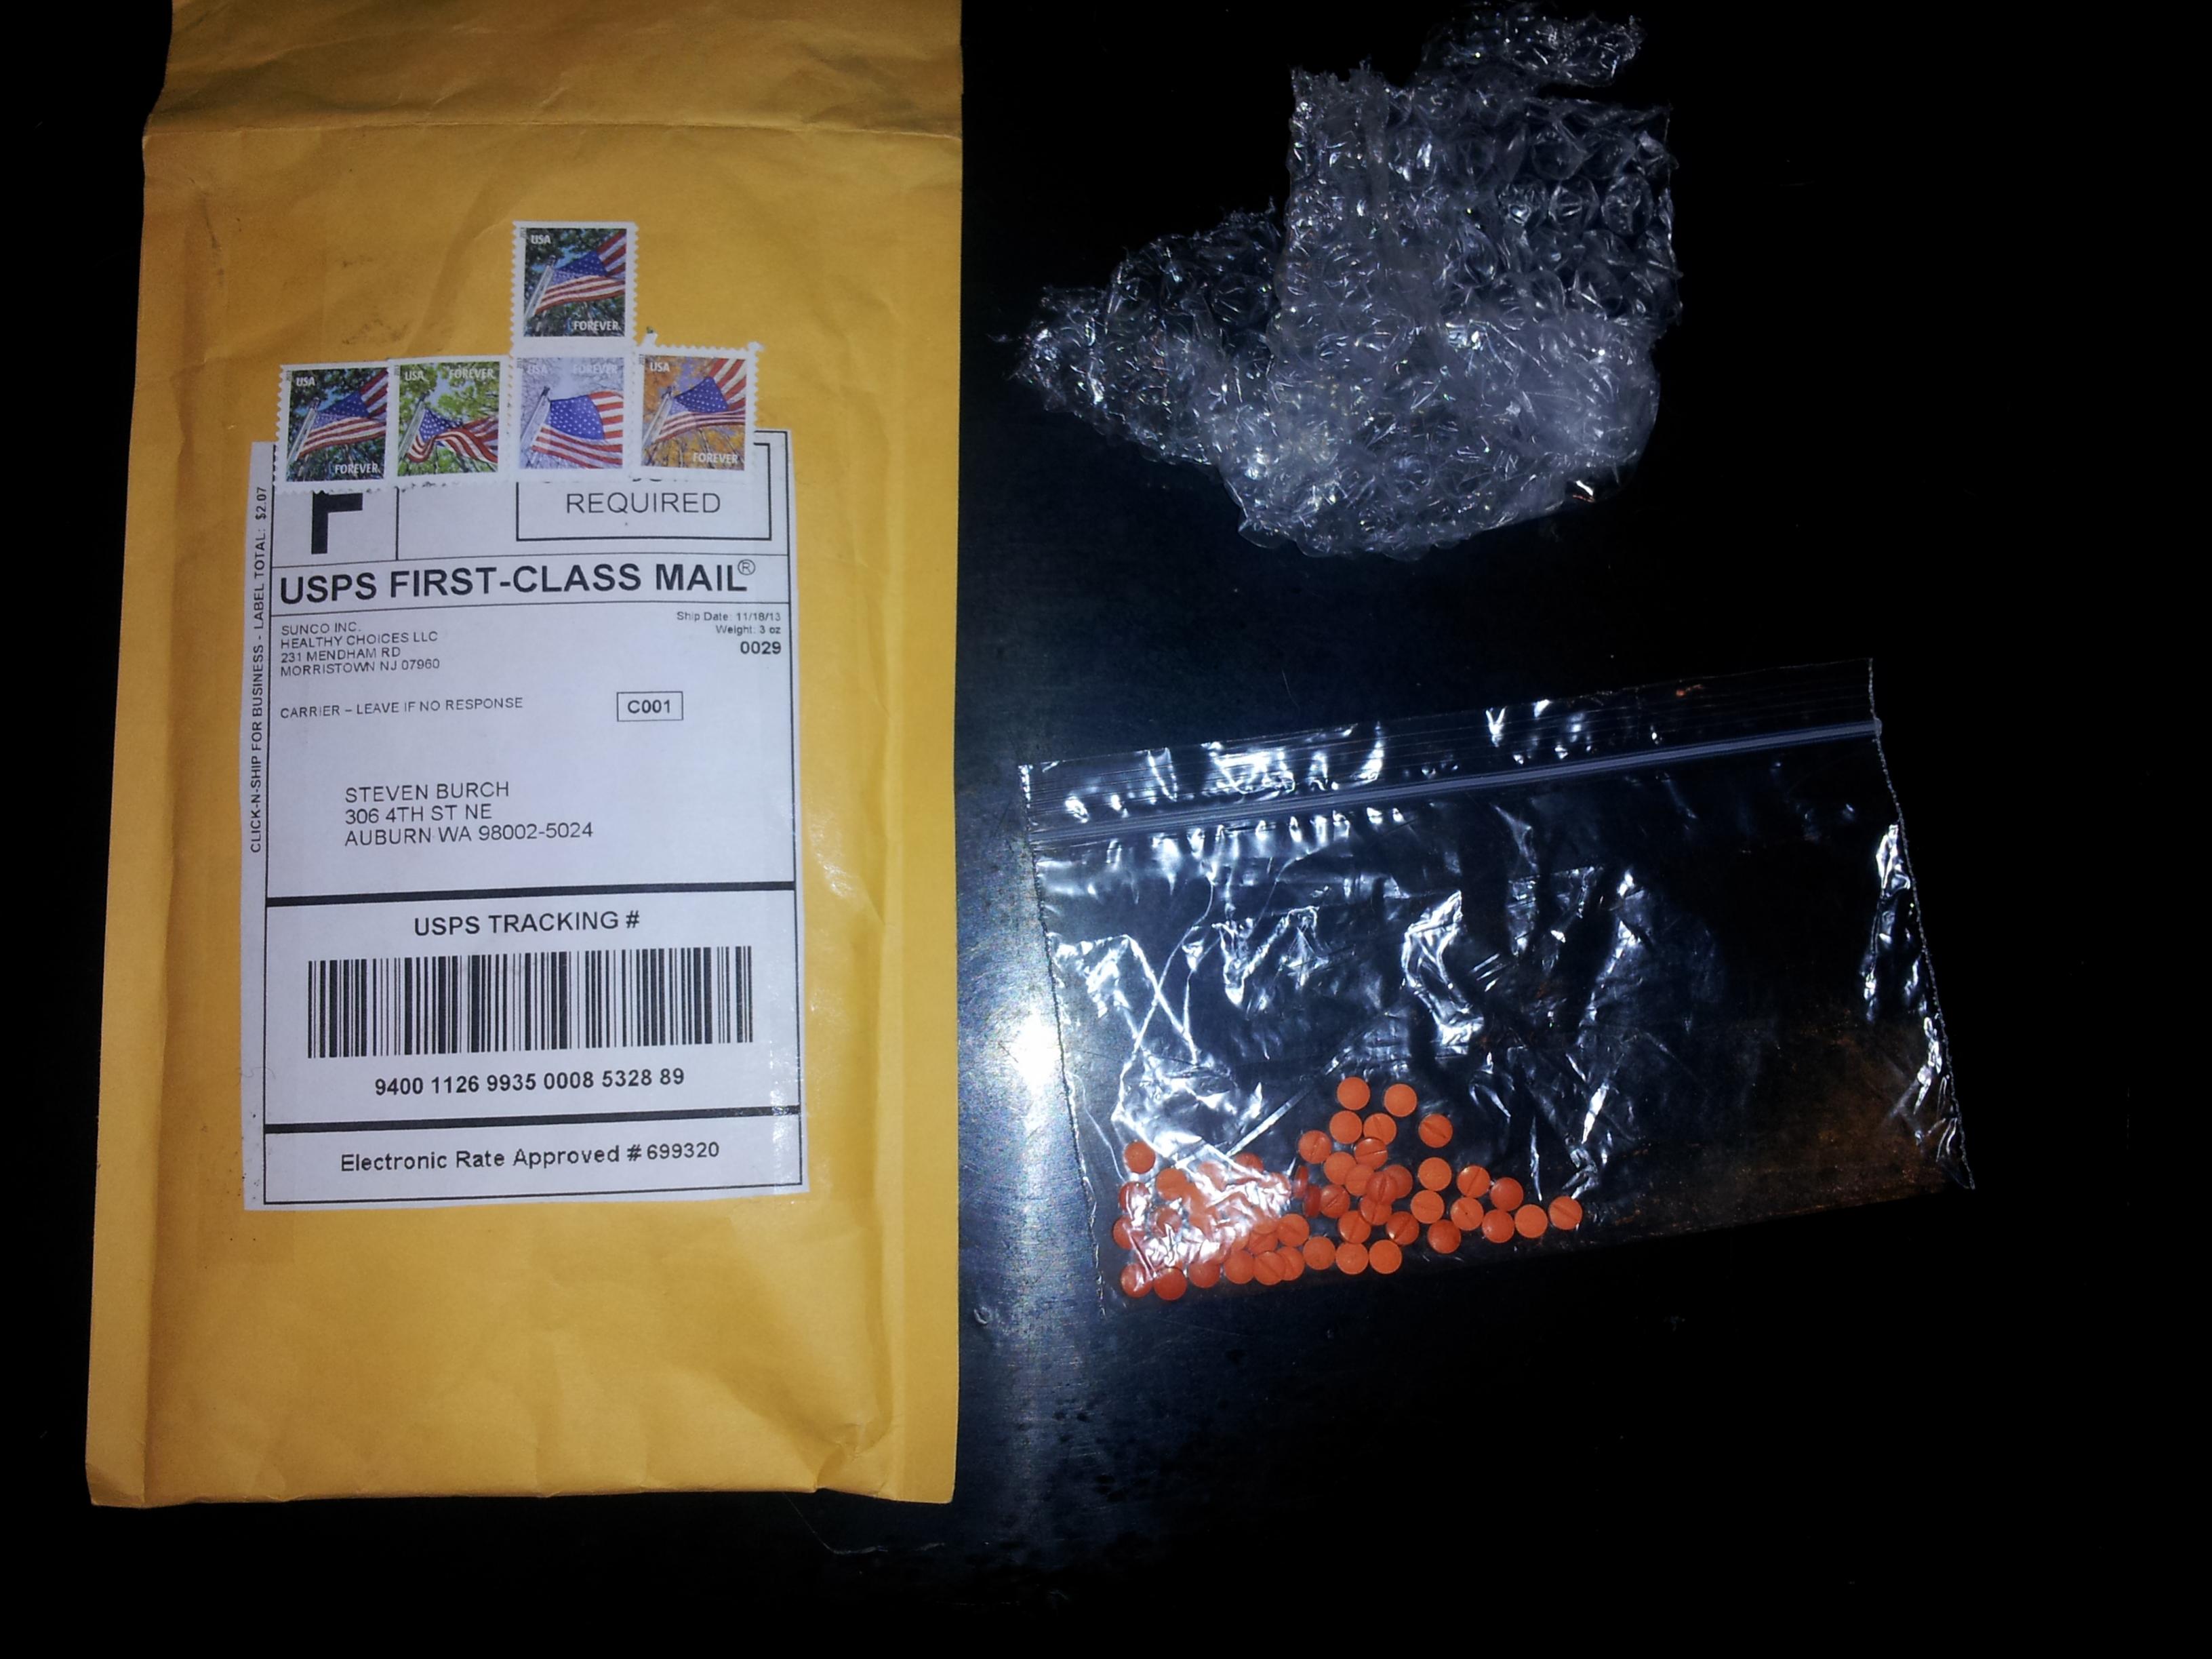 USA
FOREVER
USA
FOREVER
USA FOREVER
USA FOREVER
USA
FOREVER
REQUIRED
F
USPS FIRST-CLASS MAIL®
CLICK-N-SHIP FOR BUSINESS - LABEL TOTAL: $2.07
Ship Date: 11/18/13
Weight: 3 oz
0029
SUNCO INC.
HEALTHY CHOICES LLC
231 MENDHAM RD
MORRISTOWN NJ 07960
CARRIER – LEAVE IF NO RESPONSE
C001
STEVEN BURCH
306 4TH ST NE
AUBURN WA 98002-5024
USPS TRACKING #
9400 1126 9935 0008 5328 89
Electronic Rate Approved #699320